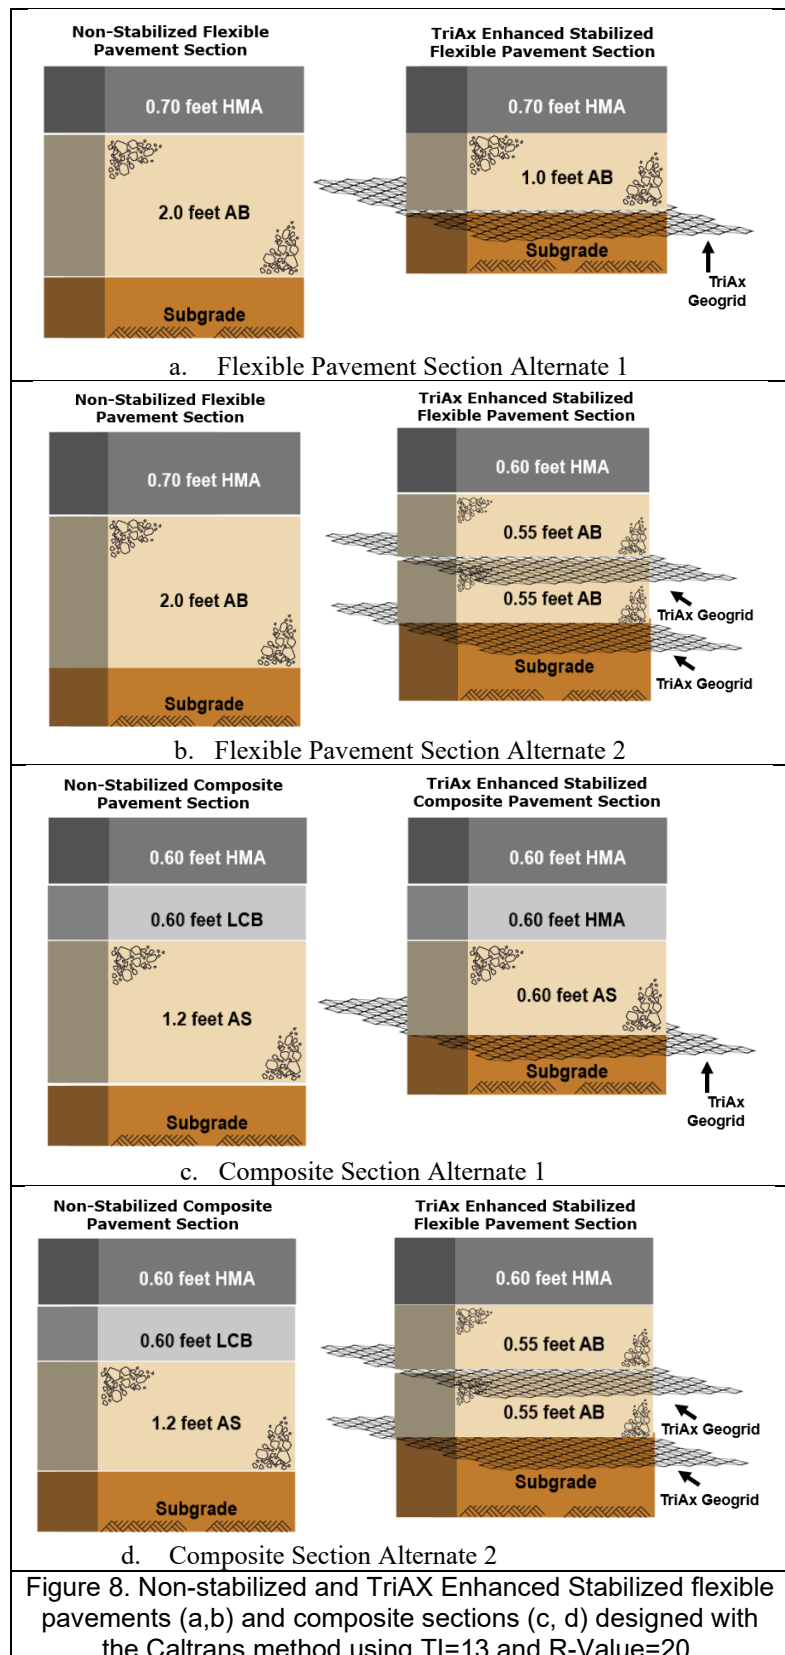 Non-Stabilized Flexible
Pavement Section
0.70 feet HMA
2.0 feet AB
Subgrade
TriAx Enhanced Stabilized
Flexible Pavement Section
0.70 feet HMA
1.0 feet AB
Subgrade
TriAx
Geogrid
a. Flexible Pavement Section Alternate 1
Non-Stabilized Flexible
Pavement Section
0.70 feet HMA
2.0 feet AB
Subgrade
TriAx Enhanced Stabilized
Flexible Pavement Section
0.60 feet HMA
0.55 feet AB
0.55 feet AB
TriAx Geogrid
Subgrade
TriAx Geogrid
b. Flexible Pavement Section Alternate 2
Non-Stabilized Composite
Pavement Section
0.60 feet HMA
0.60 feet LCB
1.2 feet AS
Subgrade
TriAx Enhanced Stabilized
Composite Pavement Section
0.60 feet HMA
0.60 feet HMA
0.60 feet AS
Subgrade
TriAx
Geogrid
c. Composite Section Alternate 1
Non-Stabilized Composite
Pavement Section
0.60 feet HMA
0.60 feet LCB
1.2 feet AS
Subgrade
TriAx Enhanced Stabilized
Flexible Pavement Section
0.60 feet HMA
0.55 feet AB
0.55 feet AB
TriAx Geogrid
Subgrade
TriAx Geogrid
d. Composite Section Alternate 2
Figure 8. Non-stabilized and TriAX Enhanced Stabilized flexible
pavements (a,b) and composite sections (c, d) designed with
the Caltrans method using TI=13 and R-Value=20